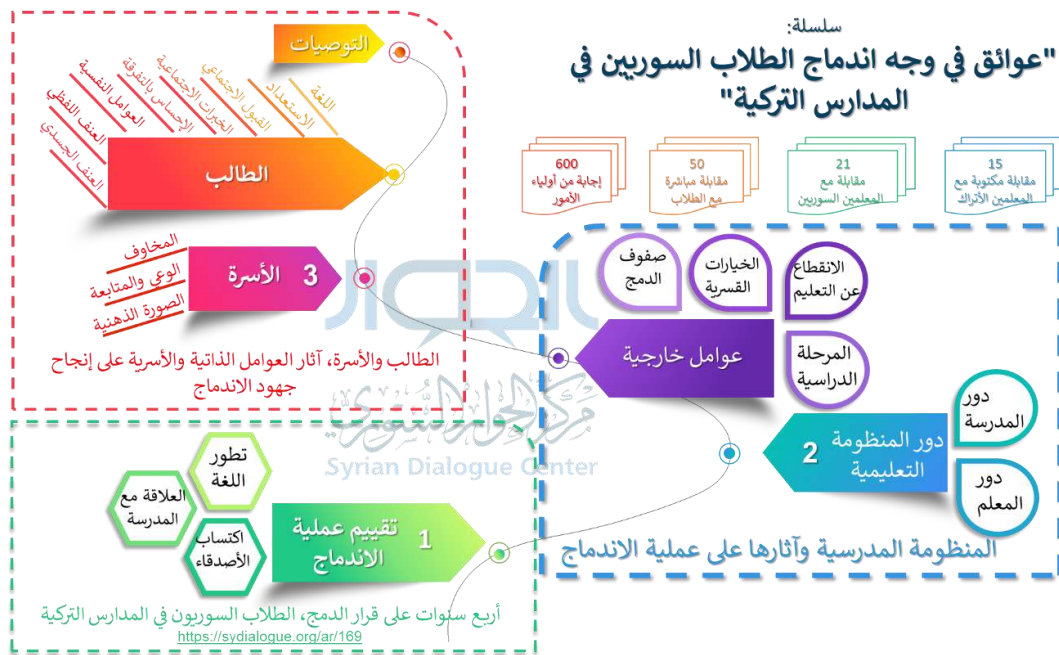 سلسلة:
"عوائق في وجه اندماج الطلاب السوريين في
المدارس التركية"
15
مقابلة مكتوبة مع
المعلمين الأتراك
21
مقابلة مع
المعلمين السوريين
50
مقابلة مباشرة
مع الطلاب
600
إجابة من أولياء
الأمور
التوصيات
اللغة
الاستعداد
القبول الاجتماعي
الخبرات الاجتماعية
الإحساس بالتفرقة
العوامل النفسية
العنف اللفظي
العنف الجسدي
الطالب
3 الأسرة
المخاوف
الوعي والمتابعة
الصورة الذهنية
الطالب والأسرة، آثار العوامل الذاتية والأسرية على إنجاح
جهود الاندماج
الانقطاع
عن التعليم
الخيارات
القسرية
صفوف
الدمج
المرحلة
الدراسية
عوامل خارجية
دور
المدرسة
دور
المعلم
2
دور المنظومة
التعليمية
المنظومة المدرسية وآثارها على عملية الاندماج
الحوار
مركز الحوار السوري
Syrian Dialogue Center
1
تقييم عملية
الاندماج
تطور
اللغة
العلاقة مع
المدرسة
اكتساب
الأصدقاء
أربع سنوات على قرار الدمج، الطلاب السوريون في المدارس التركية
https://sydialogue.org/ar/169